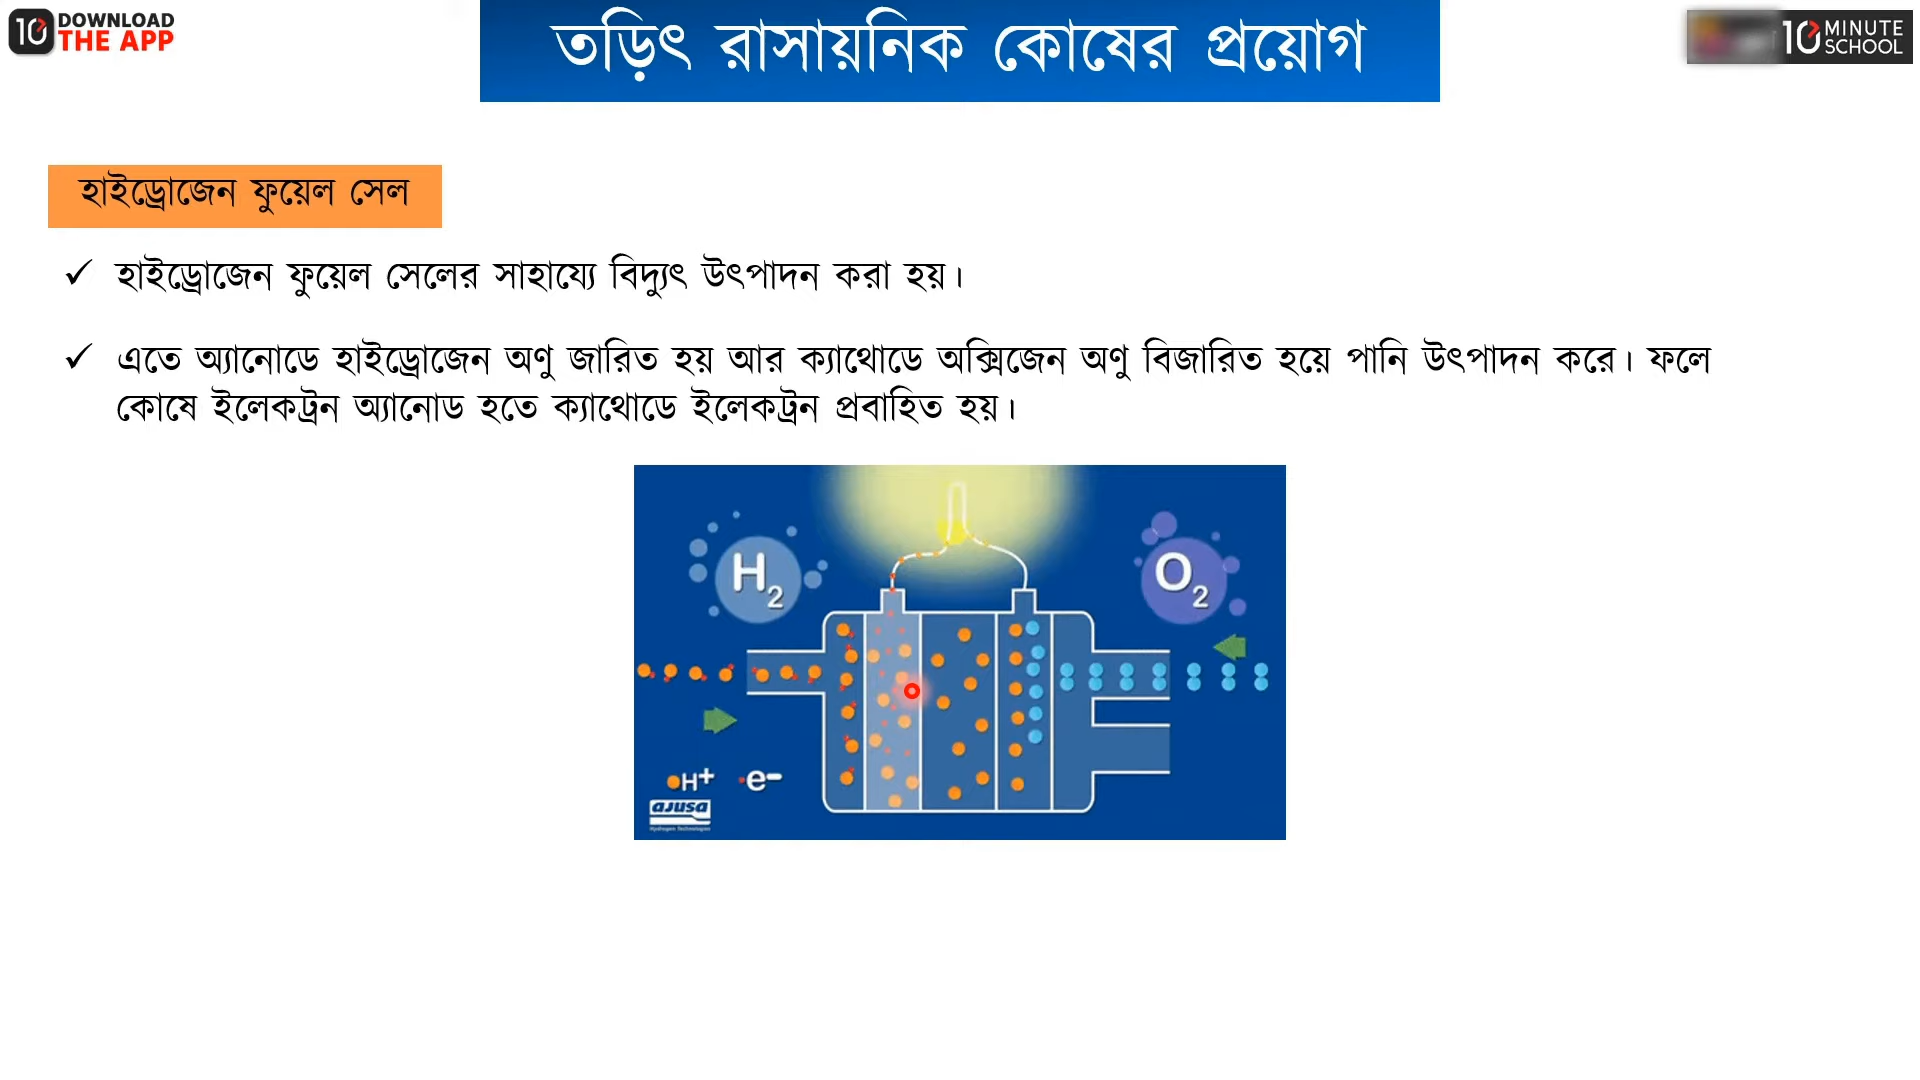 10 DOWNLOAD
THE APP
তড়িৎ রাসায়নিক কোষের প্রয়োগ
10 MINUTE
SCHOOL
হাইড্রোজেন ফুয়েল সেল
✓ হাইড্রোজেন ফুয়েল সেলের সাহায্যে বিদ্যুৎ উৎপাদন করা হয়।
✓ এতে অ্যানোডে হাইড্রোজেন অণু জারিত হয় আর ক্যাথোডে অক্সিজেন অণু বিজারিত হয়ে পানি উৎপাদন করে। ফলে
কোষে ইলেকট্রন অ্যানোড হতে ক্যাথোডে ইলেকট্রন প্রবাহিত হয়।
H2
O2
H+ e-
ajusa
Hydrogen Technologies